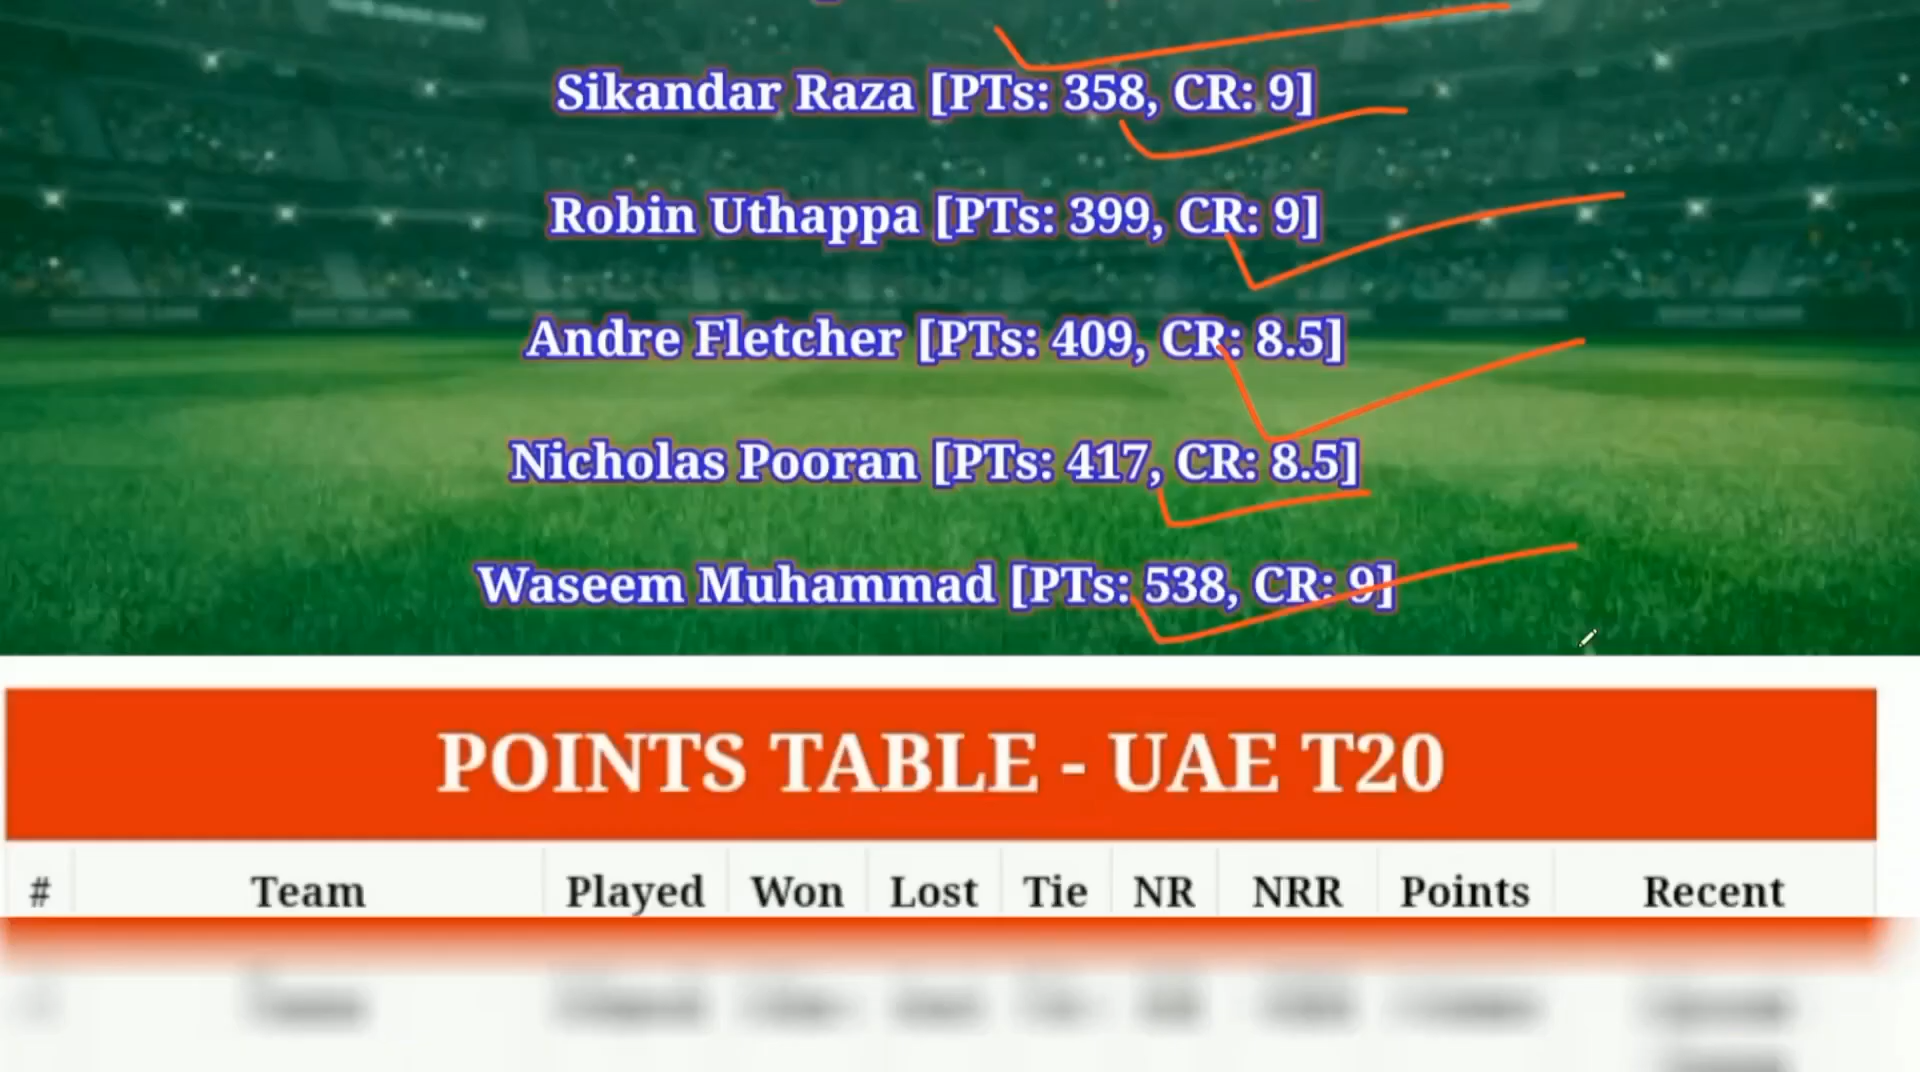 Sikandar Raza [PTs: 358, CR: 9]
Robin Uthappa [PTs: 399, CR: 9]
Andre Fletcher [PTs: 409, CR: 8.5]
Nicholas Pooran [PTs: 417, CR: 8.5]
Waseem Muhammad [PTs: 538, CR: 9]
POINTS TABLE - UAE T20
# Team Played Won Lost Tie NR NRR Points Recent